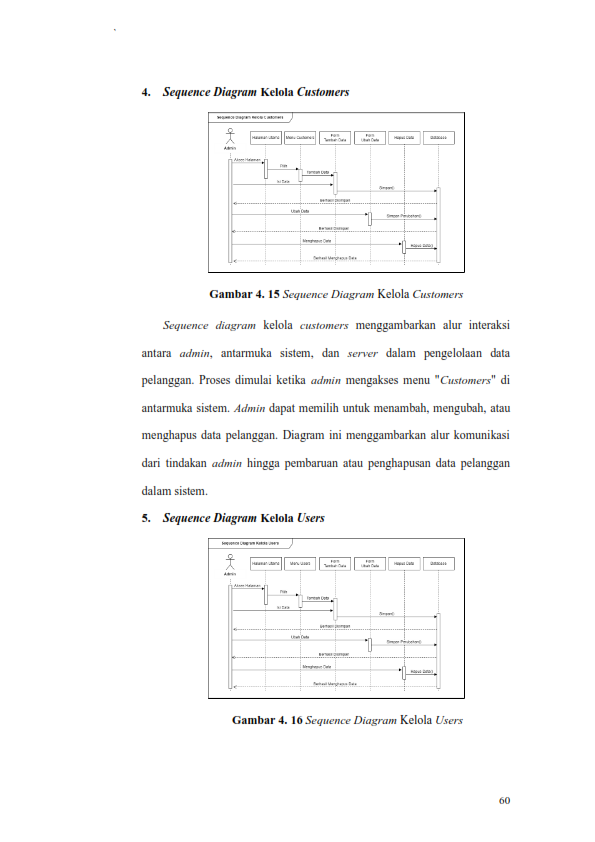 4. Sequence Diagram Kelola Customers
Sequence Diagram Kelola Customers
Admin
Halaman Utama
Menu Customers
Form
Tambah Data
Form
Ubah Data
Hapus Data
Database
Akses Halaman
Pilih
Tambah Data
Isi Data
Simpan()
Berhasil Disimpan
Ubah Data
Simpan Perubahan()
Berhasil Disimpan
Menghapus Data
Hapus Data()
Berhasil Menghapus Data
Gambar 4. 15 Sequence Diagram Kelola Customers
Sequence diagram kelola customers menggambarkan alur interaksi
antara admin, antarmuka sistem, dan server dalam pengelolaan data
pelanggan. Proses dimulai ketika admin mengakses menu "Customers" di
antarmuka sistem. Admin dapat memilih untuk menambah, mengubah, atau
menghapus data pelanggan. Diagram ini menggambarkan alur komunikasi
dari tindakan admin hingga pembaruan atau penghapusan data pelanggan
dalam sistem.
5. Sequence Diagram Kelola Users
Sequence Diagram Kelola Users
Admin
Halaman Utama
Menu Users
Form
Tambah Data
Form
Ubah Data
Hapus Data
Database
Akses Halaman
Pilih
Tambah Data
Isi Data
Simpan()
Berhasil Disimpan
Ubah Data
Simpan Perubahan()
Berhasil Disimpan
Menghapus Data
Hapus Data()
Berhasil Menghapus Data
Gambar 4. 16 Sequence Diagram Kelola Users
60